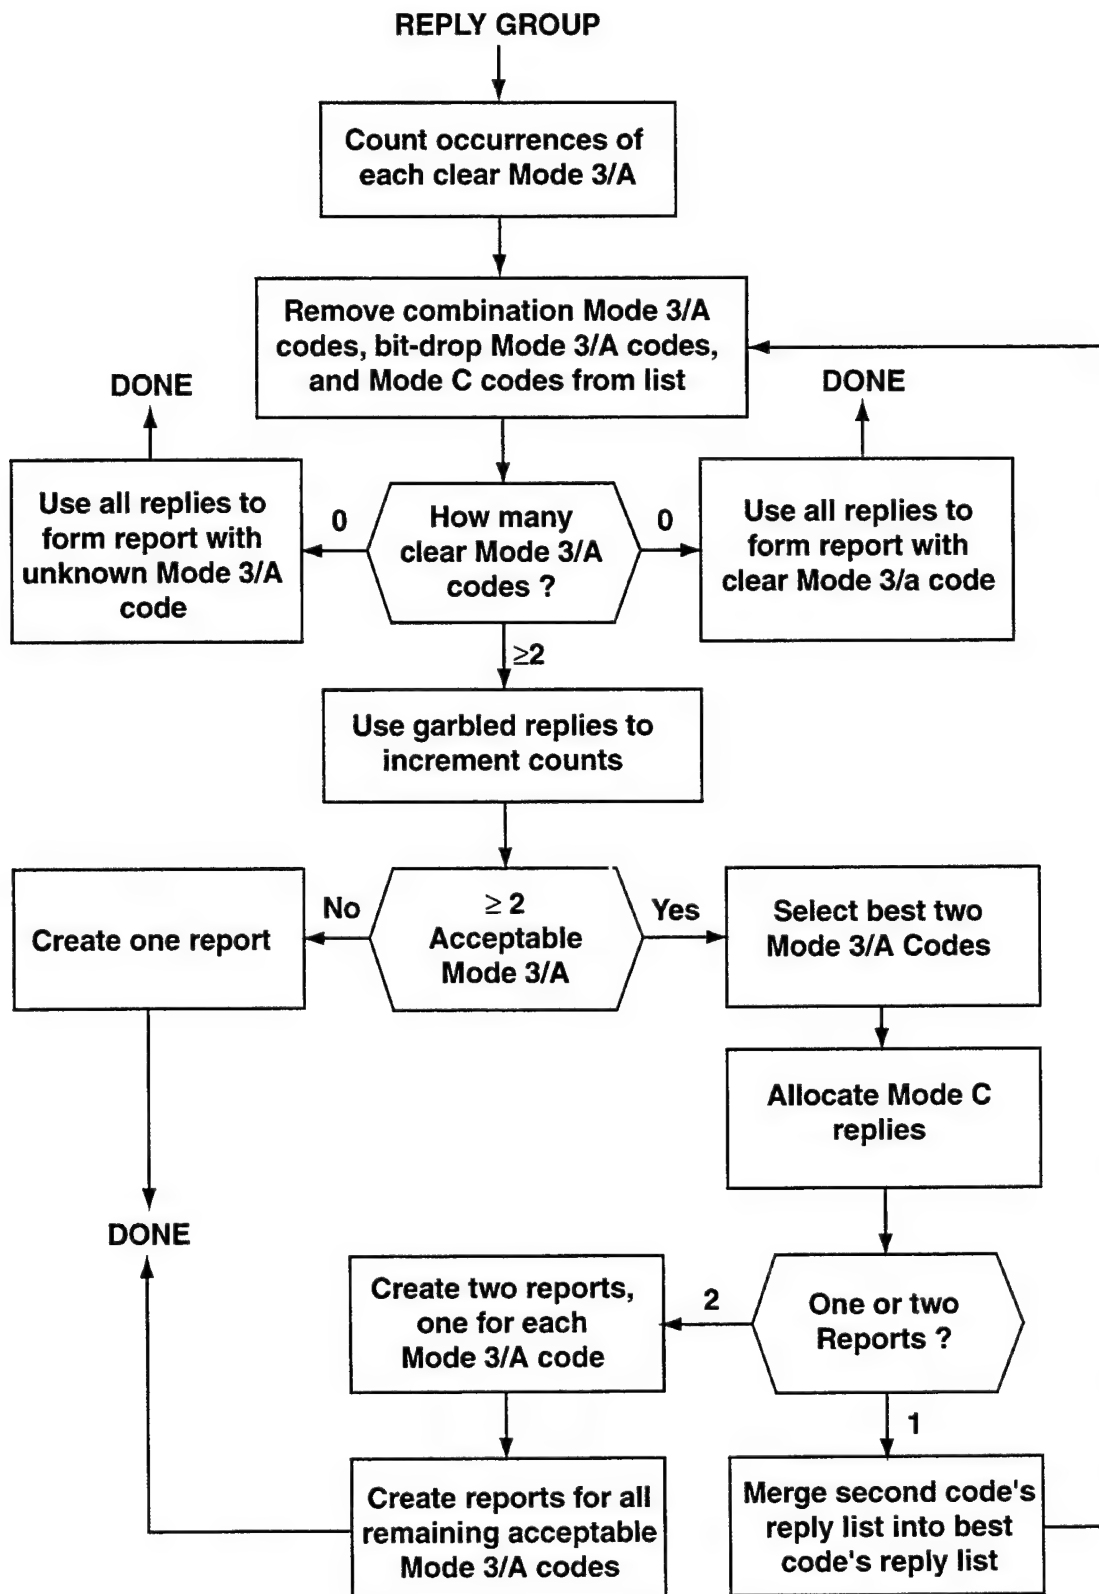 REPLY GROUP
Count occurrences of
each clear Mode 3/A
Remove combination Mode 3/A
codes, bit-drop Mode 3/A codes,
and Mode C codes from list
DONE
DONE
Use all replies to
form report with
unknown Mode 3/A
code
0
How many
clear Mode 3/A
codes ?
0
Use all replies to
form report with
clear Mode 3/a code
≥2
Use garbled replies to
increment counts
Create one report
No
≥ 2
Acceptable
Mode 3/A
Yes
Select best two
Mode 3/A Codes
Allocate Mode C
replies
DONE
Create two reports,
one for each
Mode 3/A code
2
One or two
Reports ?
1
Create reports for all
remaining acceptable
Mode 3/A codes
Merge second code's
reply list into best
code's reply list